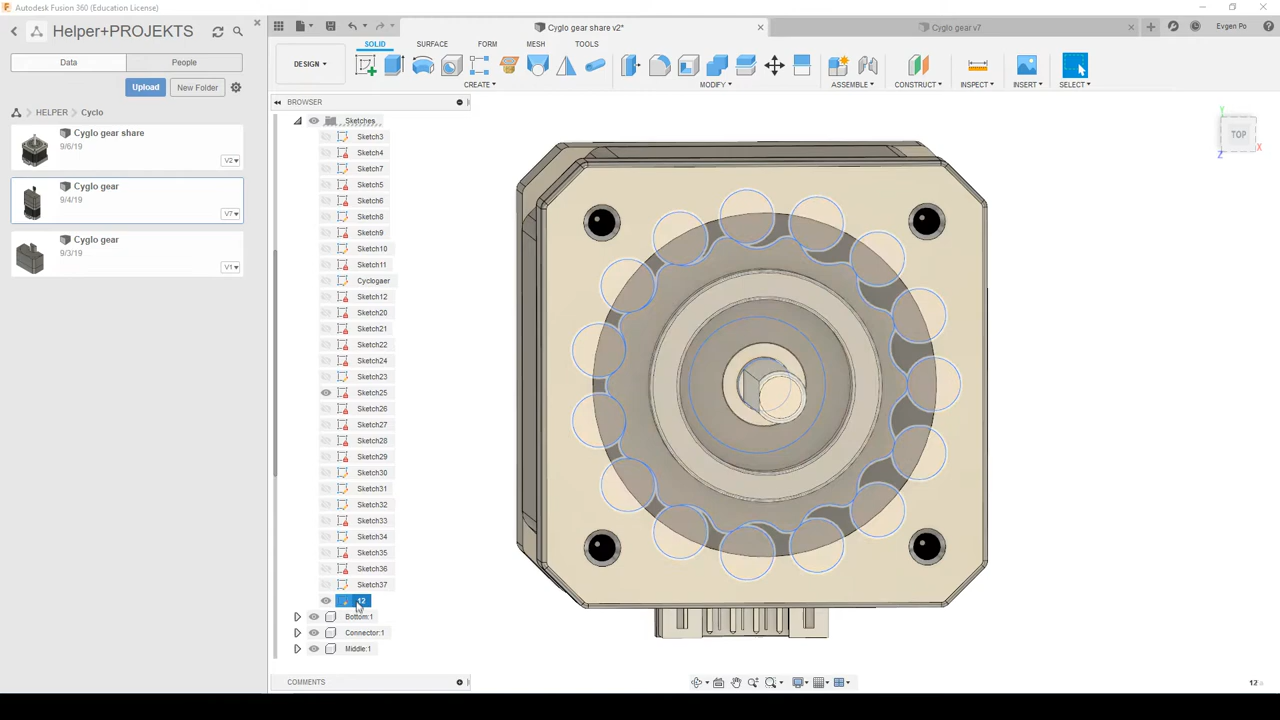 Autodesk Fusion 360 (Education License)
Helper+PROJEKTS
Data People
Upload New Folder
HELPER > Cyclo
Cyglo gear share
9/6/19
V2
Cyglo gear
9/4/19
V7
Cyglo gear
9/3/19
V1
Cyglo gear share v2*
Cyglo gear v7
Evgen Po
SOLID SURFACE FORM MESH TOOLS
DESIGN
CREATE MODIFY ASSEMBLE CONSTRUCT INSPECT INSERT SELECT
BROWSER
Sketches
Sketch3
Sketch4
Sketch7
Sketch5
Sketch6
Sketch8
Sketch9
Sketch10
Sketch11
Cyclogaer
Sketch12
Sketch20
Sketch21
Sketch22
Sketch24
Sketch23
Sketch25
Sketch26
Sketch27
Sketch28
Sketch29
Sketch30
Sketch31
Sketch32
Sketch33
Sketch34
Sketch35
Sketch36
Sketch37
12
Bottom:1
Connector:1
Middle:1
TOP
Y
X
Z
COMMENTS
12